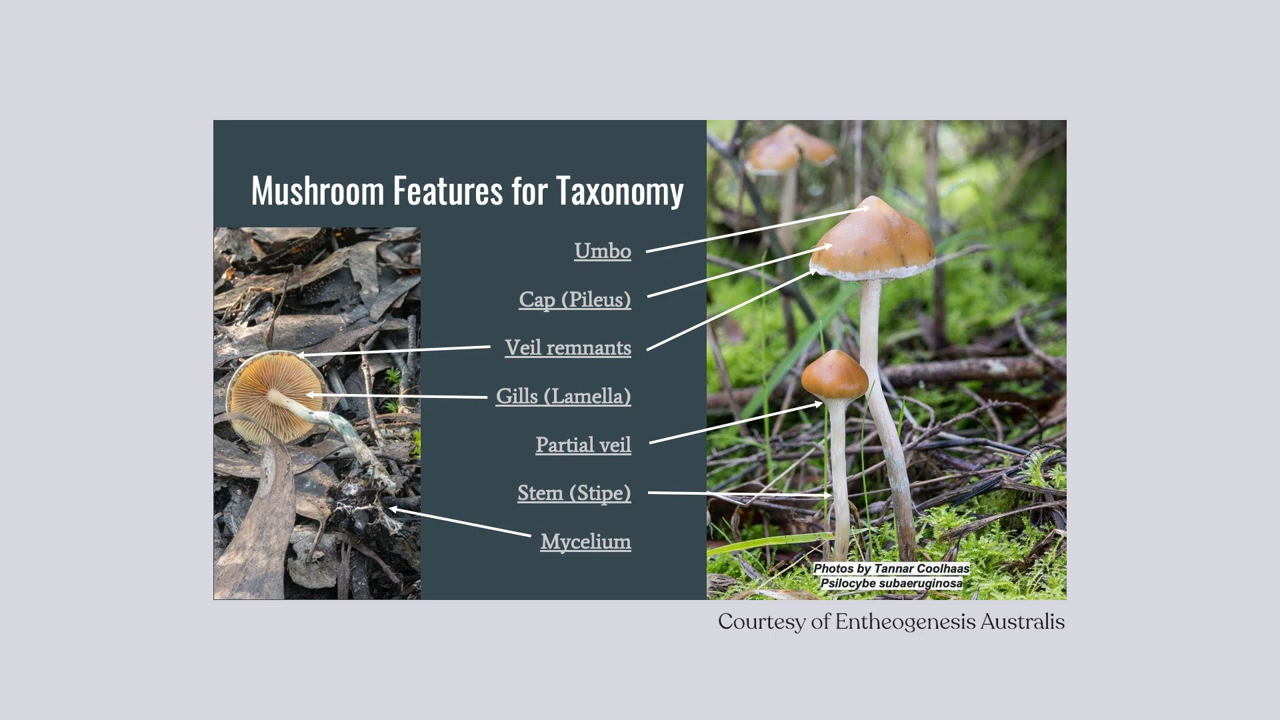 Mushroom Features for Taxonomy
Umbo
Cap (Pileus)
Veil remnants
Gills (Lamella)
Partial veil
Stem (Stipe)
Mycelium
Photos by Tannar Coolhaas
Psilocybe subaeruginosa
Courtesy of Entheogenesis Australis